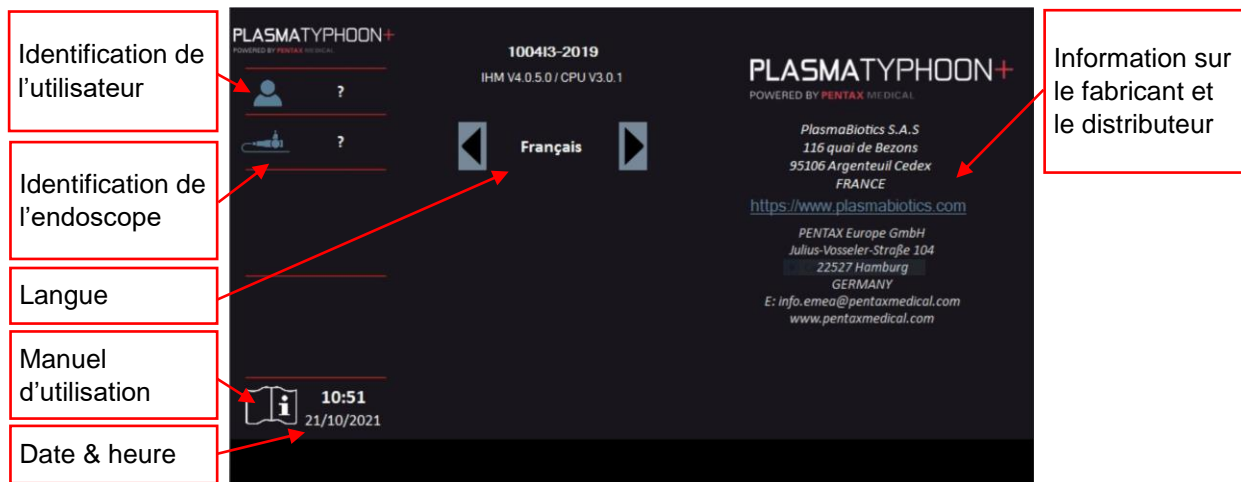 Identification de
l’utilisateur
Identification de
l’endoscope
Langue
Manuel
d’utilisation
Date & heure
PLASMATYPHOON+
POWERED BY PENTAX MEDICAL
?
?
10:51
21/10/2021
i
100413-2019
IHM V4.0.5.0 / CPU V3.0.1
Français
PLASMATYPHOON+
POWERED BY PENTAX MEDICAL
PlasmaBiotics S.A.S
116 quai de Bezons
95106 Argenteuil Cedex
FRANCE
https://www.plasmabiotics.com
PENTAX Europe GmbH
Julius-Vosseler-Straße 104
22527 Hamburg
GERMANY
E: info.emea@pentaxmedical.com
www.pentaxmedical.com
Information sur
le fabricant et
le distributeur